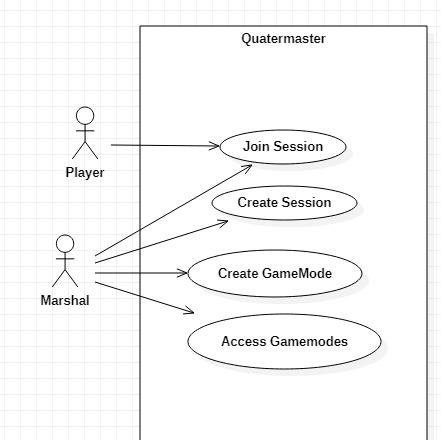 Quatermaster
Join Session
Player
Create Session
Create GameMode
Marshal
Access Gamemodes